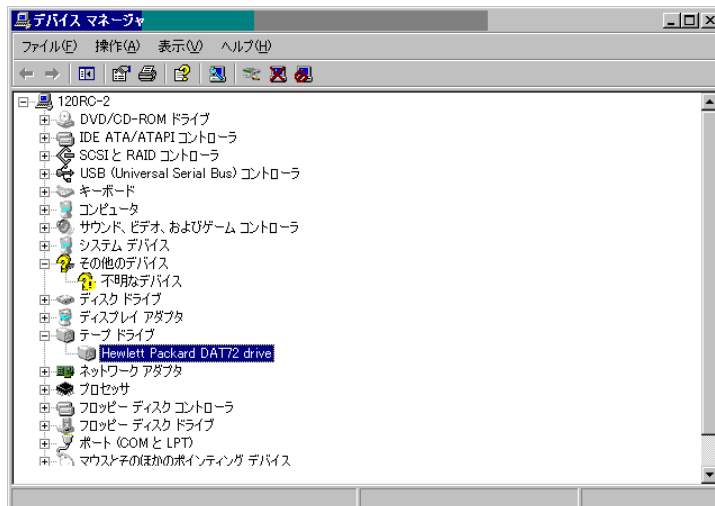 デバイス マネージャ
ファイル(F) 操作(A) 表示(V) ヘルプ(H)
120RC-2
DVD/CD-ROM ドライブ
IDE ATA/ATAPI コントローラ
SCSI と RAID コントローラ
USB (Universal Serial Bus) コントローラ
キーボード
コンピュータ
サウンド、ビデオ、およびゲーム コントローラ
システム デバイス
その他のデバイス
不明なデバイス
ディスク ドライブ
ディスプレイ アダプタ
テープ ドライブ
Hewlett Packard DAT72 drive
ネットワーク アダプタ
プロセッサ
フロッピー ディスク コントローラ
フロッピー ディスク ドライブ
ポート (COM と LPT)
マウスとそのほかのポインティング デバイス